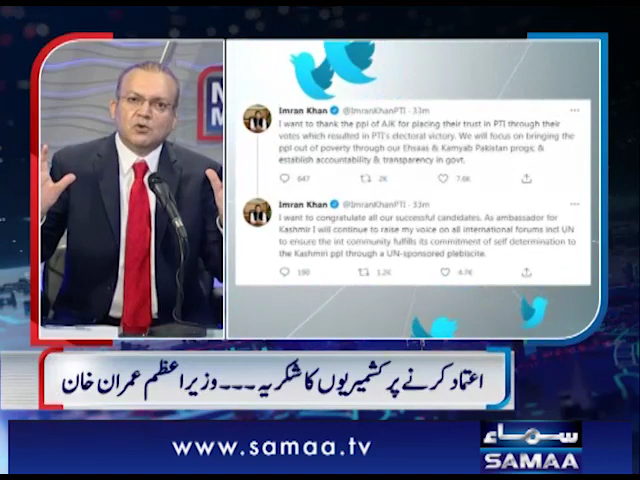 Imran Khan @ImranKhanPTI · 33m
I want to thank the ppl of AJK for placing their trust in PTI through their
votes which resulted in PTI's electoral victory. We will focus on bringing the
ppl out of poverty through our Ehsaas & Kamyab Pakistan progs; &
establish accountability & transparency in govt.
647 2K 7.6K
Imran Khan @ImranKhanPTI · 33m
I want to congratulate all our successful candidates. As ambassador for
Kashmir I will continue to raise my voice on all international forums incl UN
to ensure the int community fulfills its commitment of self determination to
the Kashmiri ppl through a UN-sponsored plebiscite.
1.2K
اعتماد کرنے پر کشمیریوں کا شکریہ ۔۔۔ وزیراعظم عمران خان
www.samaa.tv
سماء
SAMAA